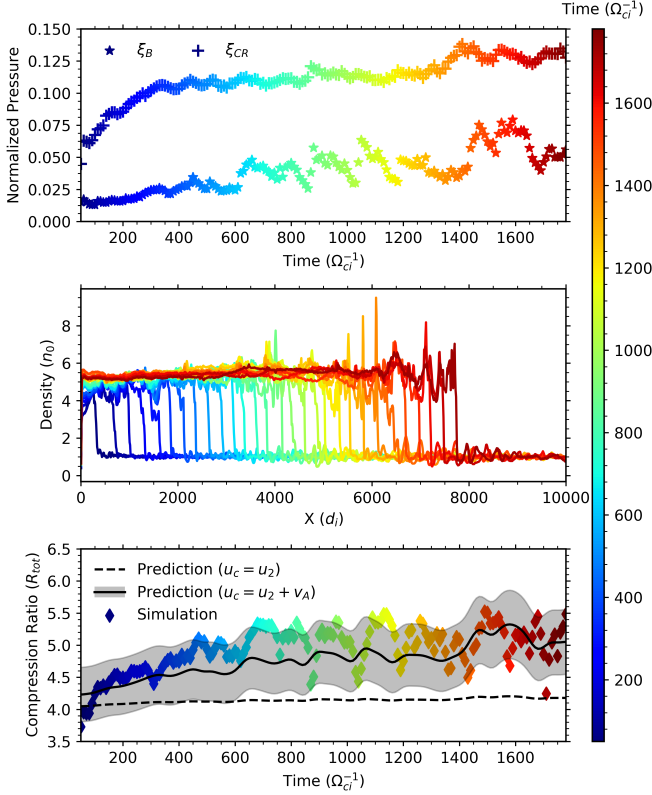 Time (Ω_ci^−1)
0.150
0.125
0.100
0.075
0.050
0.025
0.000
Normalized Pressure
ξ_B
ξ_CR
200 400 600 800 1000 1200 1400 1600
Time (Ω_ci^−1)
8
6
4
2
0
Density (n_0)
0 2000 4000 6000 8000 10000
X (d_i)
6.5
6.0
5.5
5.0
4.5
4.0
3.5
Compression Ratio (R_tot)
Prediction (u_c = u_2)
Prediction (u_c = u_2 + v_A)
Simulation
200 400 600 800 1000 1200 1400 1600
Time (Ω_ci^−1)
1600
1400
1200
1000
800
600
400
200